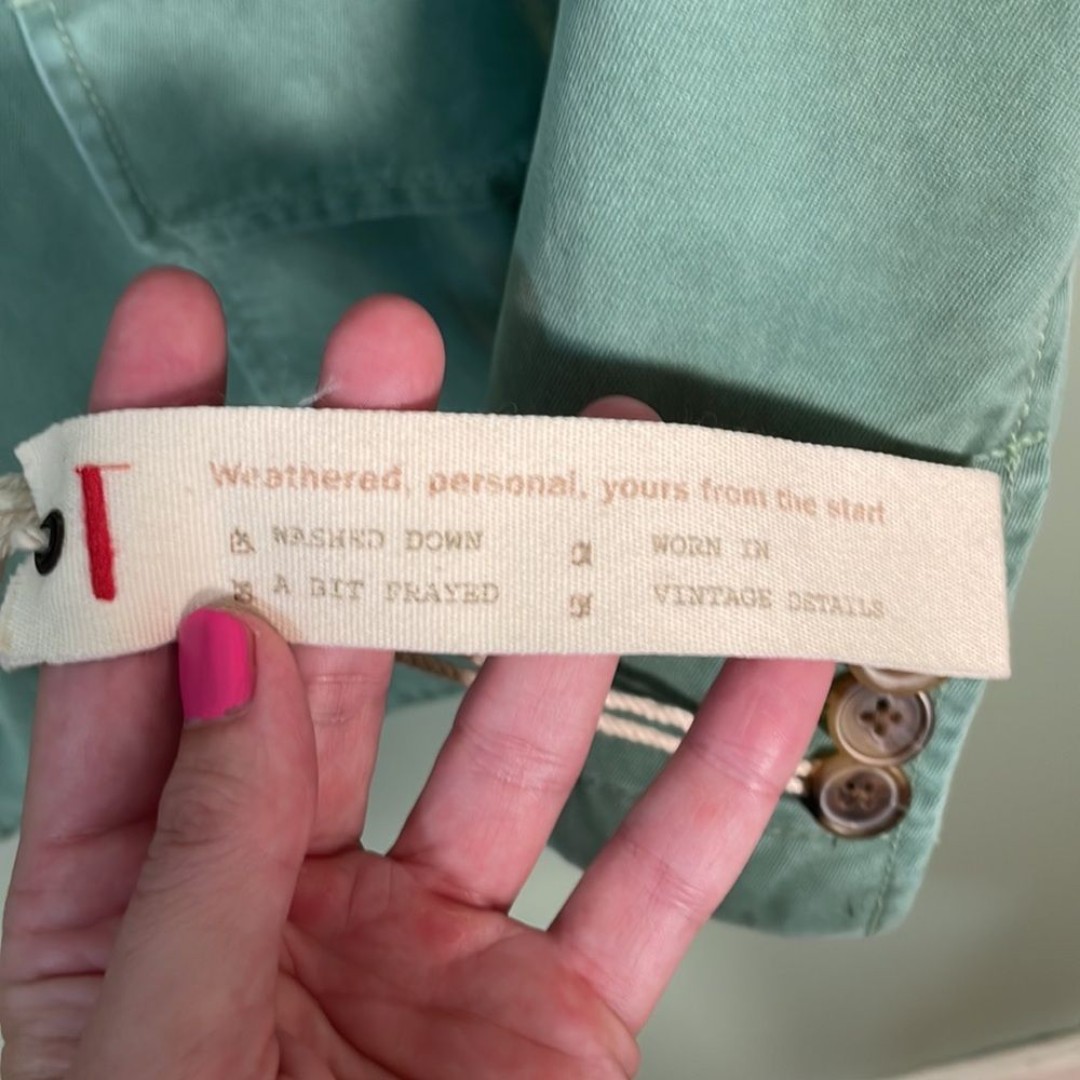 Weathered, personal, yours from the start
WASHED DOWN WORN IN
A BIT FRAYED VINTAGE DETAILS